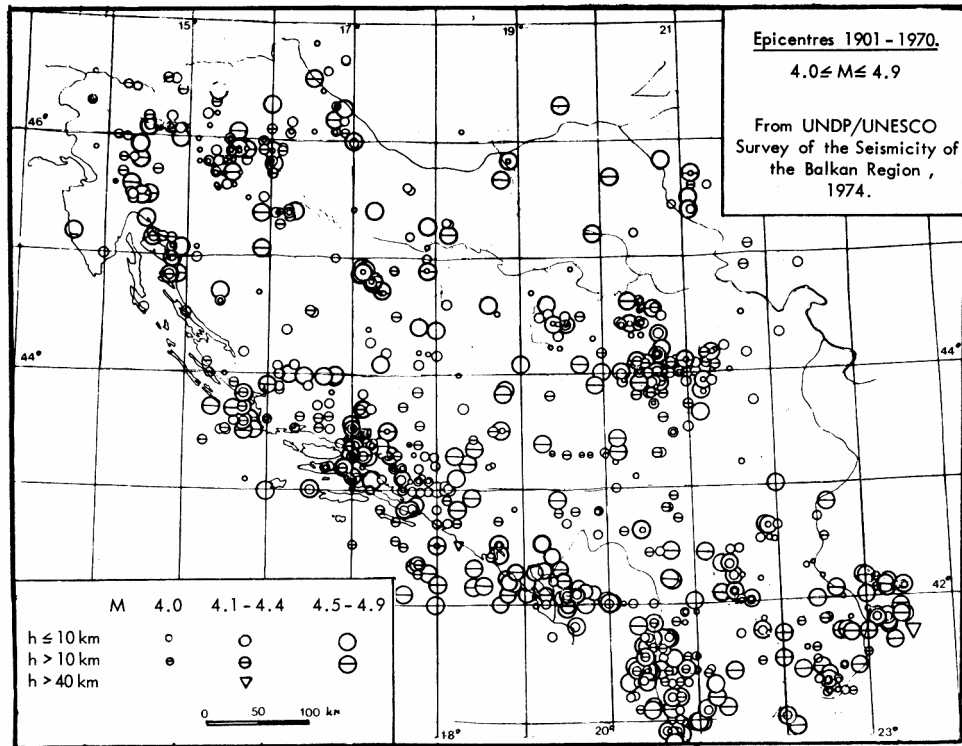 15°
17°
19°
21°
Epicentres 1901 - 1970.
4.0 ≤ M ≤ 4.9
From UNDP/UNESCO
Survey of the Seismicity of
the Balkan Region ,
1974.
46°
44°
44°
42°
M 4.0 4.1 - 4.4 4.5 - 4.9
h ≤ 10 km
h > 10 km
h > 40 km
0 50 100 km
18°
20°
23°